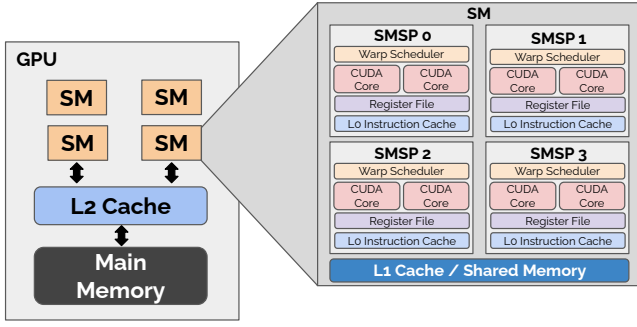 GPU
SM
SM
SM
SM
L2 Cache
Main
Memory
SM
SMSP 0
Warp Scheduler
CUDA
Core
CUDA
Core
Register File
L0 Instruction Cache
SMSP 1
Warp Scheduler
CUDA
Core
CUDA
Core
Register File
L0 Instruction Cache
SMSP 2
Warp Scheduler
CUDA
Core
CUDA
Core
Register File
L0 Instruction Cache
SMSP 3
Warp Scheduler
CUDA
Core
CUDA
Core
Register File
L0 Instruction Cache
L1 Cache / Shared Memory